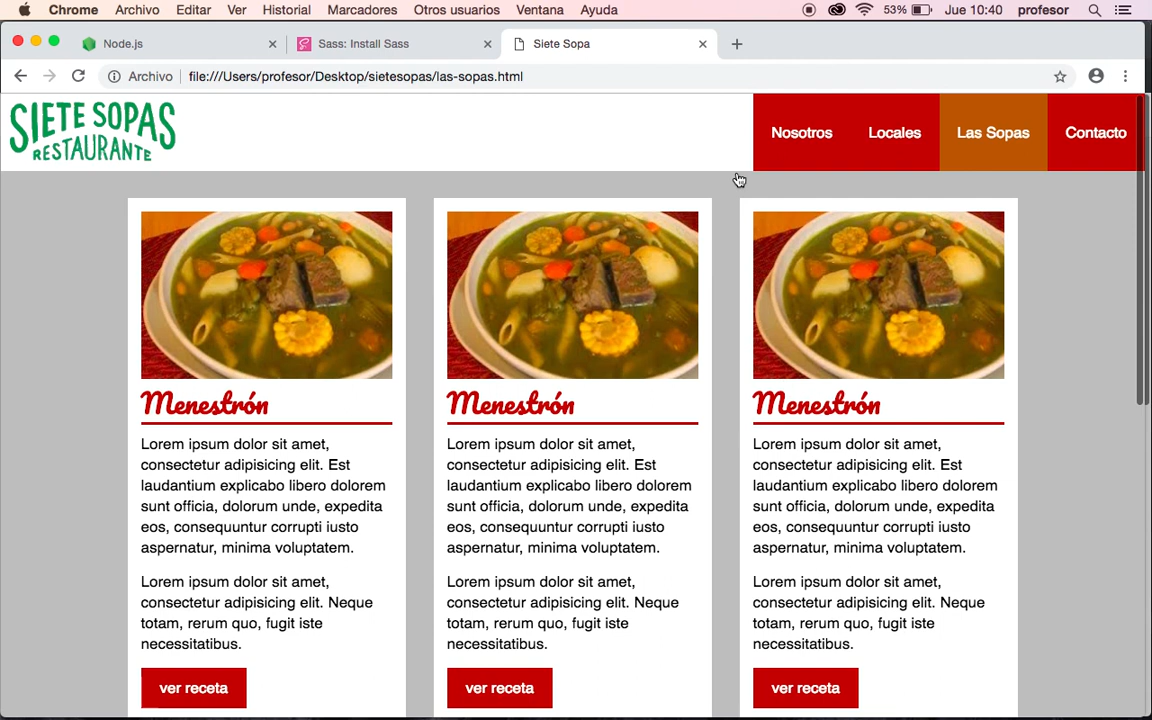 Chrome Archivo Editar Ver Historial Marcadores Otros usuarios Ventana Ayuda 53% Jue 10:40 profesor
Node.js Sass: Install Sass Siete Sopa
Archivo file:///Users/profesor/Desktop/sietesopas/las-sopas.html
SIETE SOPAS
RESTAURANTE
Nosotros Locales Las Sopas Contacto
Menestrón
Lorem ipsum dolor sit amet,
consectetur adipisicing elit. Est
laudantium explicabo libero dolorem
sunt officia, dolorum unde, expedita
eos, consequuntur corrupti iusto
aspernatur, minima voluptatem.
Lorem ipsum dolor sit amet,
consectetur adipisicing elit. Neque
totam, rerum quo, fugit iste
necessitatibus.
ver receta
Menestrón
Lorem ipsum dolor sit amet,
consectetur adipisicing elit. Est
laudantium explicabo libero dolorem
sunt officia, dolorum unde, expedita
eos, consequuntur corrupti iusto
aspernatur, minima voluptatem.
Lorem ipsum dolor sit amet,
consectetur adipisicing elit. Neque
totam, rerum quo, fugit iste
necessitatibus.
ver receta
Menestrón
Lorem ipsum dolor sit amet,
consectetur adipisicing elit. Est
laudantium explicabo libero dolorem
sunt officia, dolorum unde, expedita
eos, consequuntur corrupti iusto
aspernatur, minima voluptatem.
Lorem ipsum dolor sit amet,
consectetur adipisicing elit. Neque
totam, rerum quo, fugit iste
necessitatibus.
ver receta